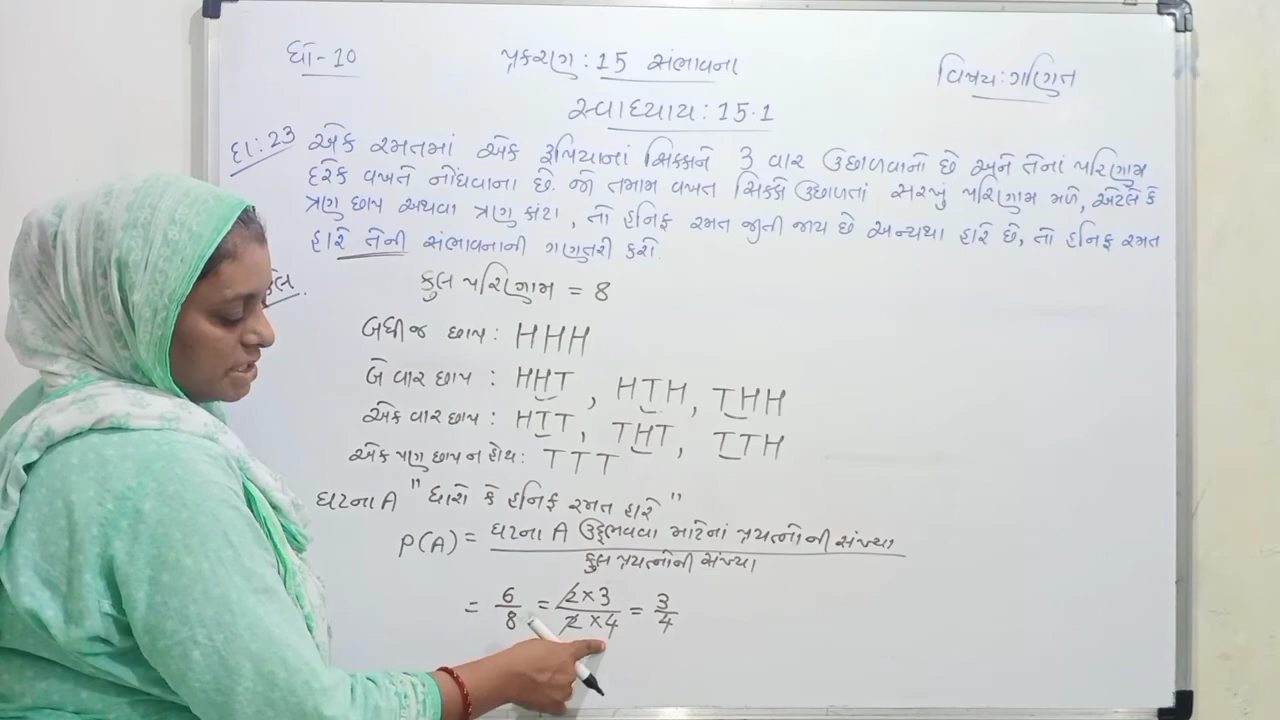 ધો-10 પ્રકરણ : 15 સંભાવના વિષય: ગણિત
સ્વાધ્યાય : 15.1
દા : 23 એક રમતમાં એક રૂપિયાનાં સિક્કાને 3 વાર ઉછાળવાનો છે અને તેનાં પરિણામ
દરેક વખતે નોંધવાના છે. જો તમામ વખત સિક્કો ઉછાળતાં સરખું પરિણામ મળે, એટલે કે
ત્રણ છાપ અથવા ત્રણ કાંટા, તો હનિફ રમત જીતી જાય છે અન્યથા હારે છે, તો હનિફ રમત
હારે તેની સંભાવનાની ગણતરી કરો.
કુલ પરિણામ = 8
બધી જ છાપ : HHH
બે વાર છાપ : HHT , HTH, THH
એક વાર છાપ : HTT, THT, TTH
એક પણ છાપ ન હોય: TTT
ઘટના A " ધારો કે હનિફ રમત હારે "
P(A) = ઘટના A ઉદ્દભવવા માટેનાં પ્રયત્નોની સંખ્યા
કુલ પ્રયત્નોની સંખ્યા
= 6/8 = 2×3/2×4 = 3/4